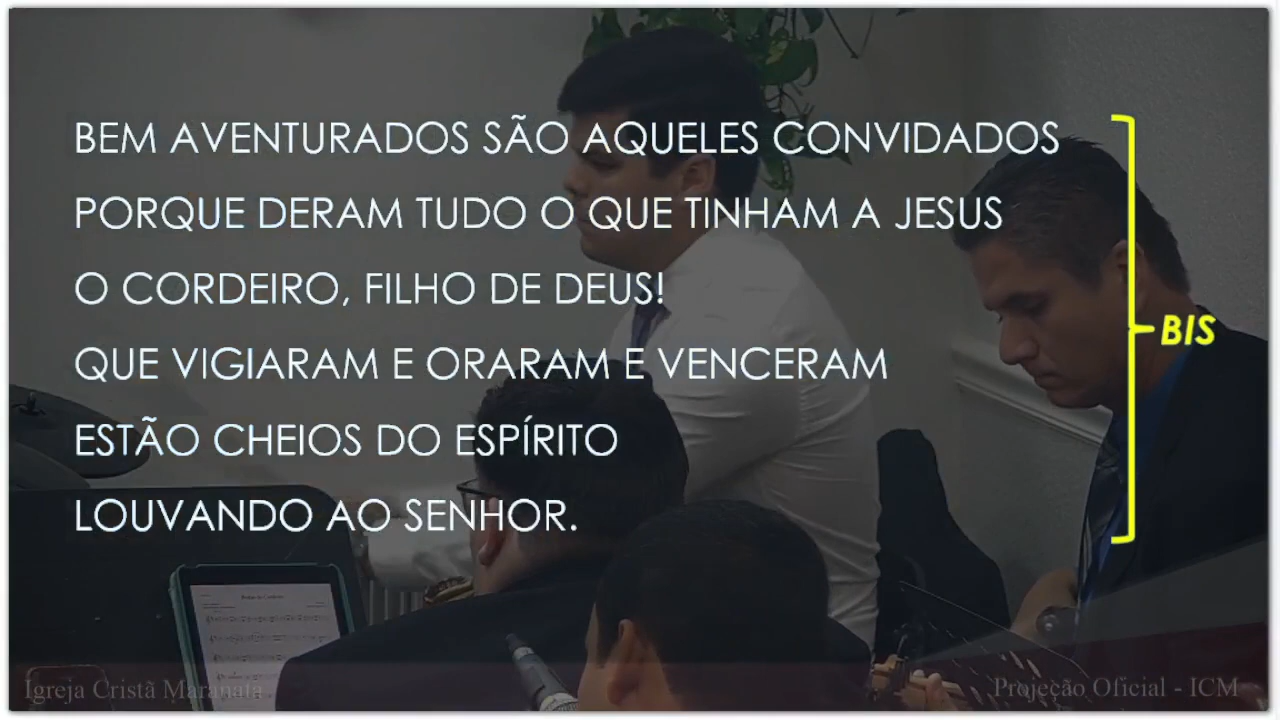 BEM AVENTURADOS SÃO AQUELES CONVIDADOS
PORQUE DERAM TUDO O QUE TINHAM A JESUS
O CORDEIRO, FILHO DE DEUS!
QUE VIGIARAM E ORARAM E VENCERAM
ESTÃO CHEIOS DO ESPÍRITO
LOUVANDO AO SENHOR.
BIS
Igreja Cristã Maranata
Projeção Oficial - ICM